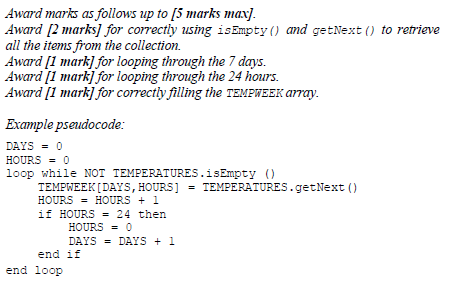 Award marks as follows up to [5 marks max].
Award [2 marks] for correctly using isEmpty() and getNext() to retrieve
all the items from the collection.
Award [1 mark] for looping through the 7 days.
Award [1 mark] for looping through the 24 hours.
Award [1 mark] for correctly filling the TEMPWEEK array.
Example pseudocode:
DAYS = 0
HOURS = 0
loop while NOT TEMPERATURES.isEmpty ()
TEMPWEEK[DAYS,HOURS] = TEMPERATURES.getNext()
HOURS = HOURS + 1
if HOURS = 24 then
HOURS = 0
DAYS = DAYS + 1
end if
end loop